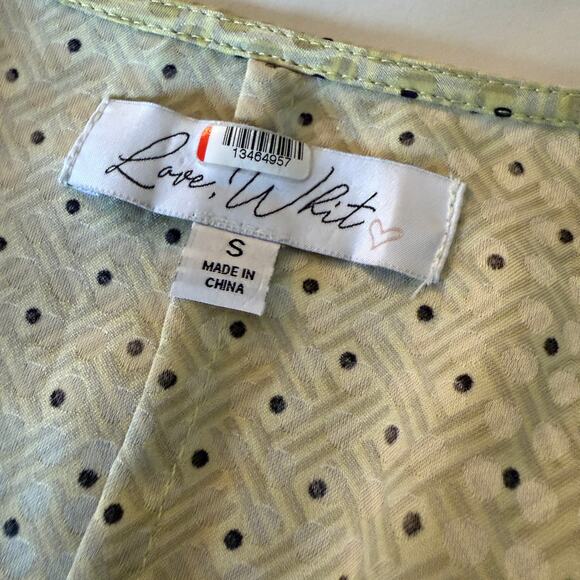 13464957
Love, Whit
S
MADE IN
CHINA